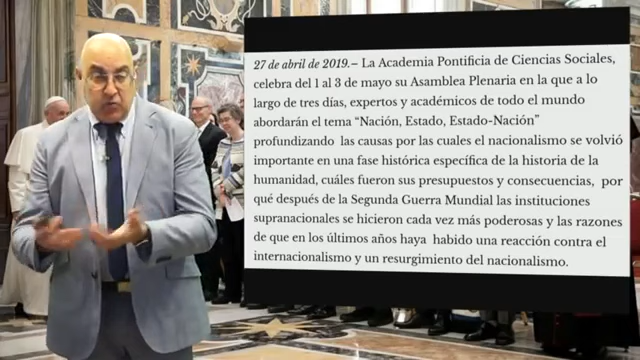 27 de abril de 2019.– La Academia Pontificia de Ciencias Sociales,
celebra del 1 al 3 de mayo su Asamblea Plenaria en la que a lo
largo de tres días, expertos y académicos de todo el mundo
abordarán el tema “Nación, Estado, Estado-Nación”
profundizando las causas por las cuales el nacionalismo se volvió
importante en una fase histórica específica de la historia de la
humanidad, cuáles fueron sus presupuestos y consecuencias, por
qué después de la Segunda Guerra Mundial las instituciones
supranacionales se hicieron cada vez más poderosas y las razones
de que en los últimos años haya habido una reacción contra el
internacionalismo y un resurgimiento del nacionalismo.